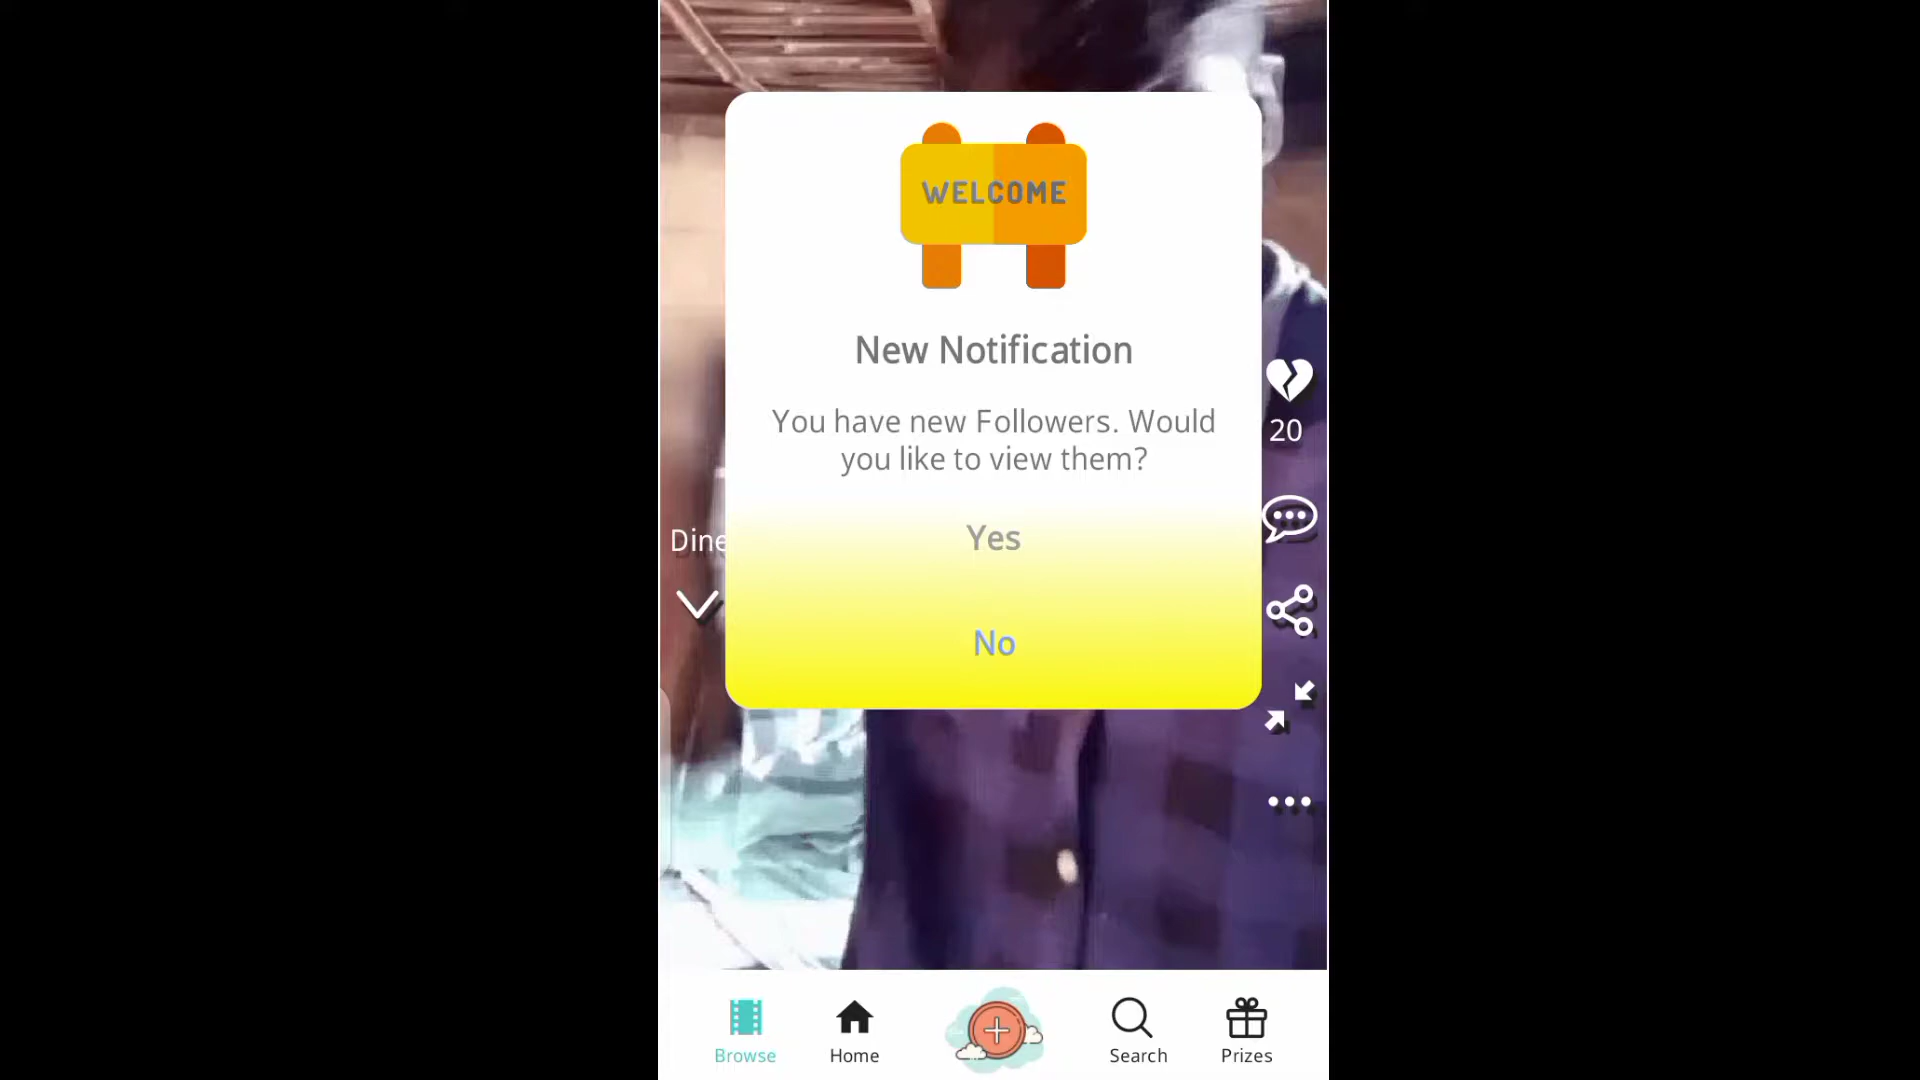 WELCOME
New Notification
You have new Followers. Would
you like to view them?
20
Yes
Dine
No
Browse
Home
Search
Prizes